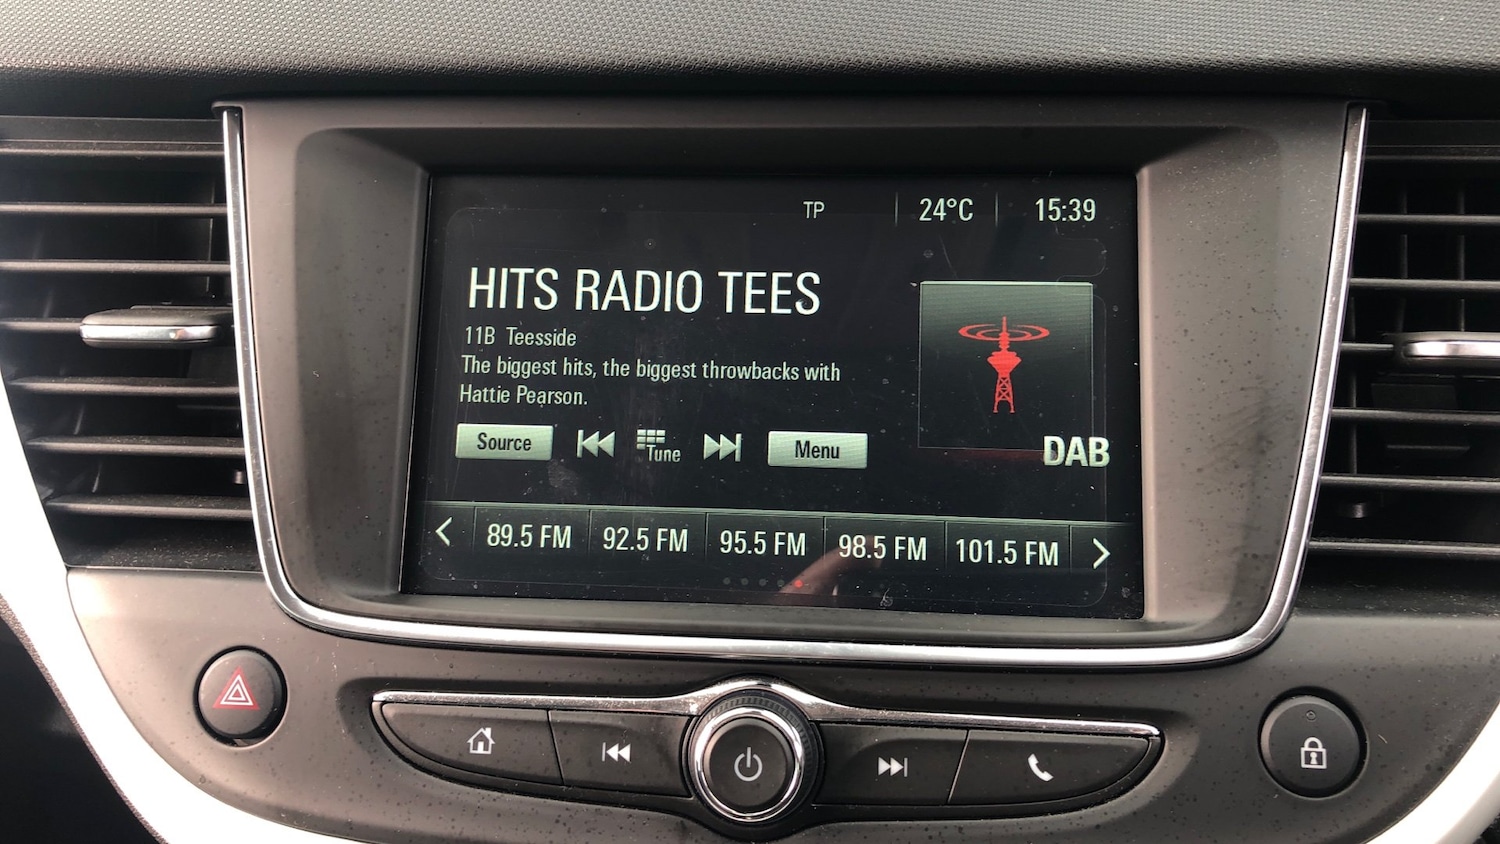 TP 24°C 15:39
HITS RADIO TEES
11B Teesside
The biggest hits, the biggest throwbacks with
Hattie Pearson.
Source Tune Menu
DAB
89.5 FM 92.5 FM 95.5 FM 98.5 FM 101.5 FM